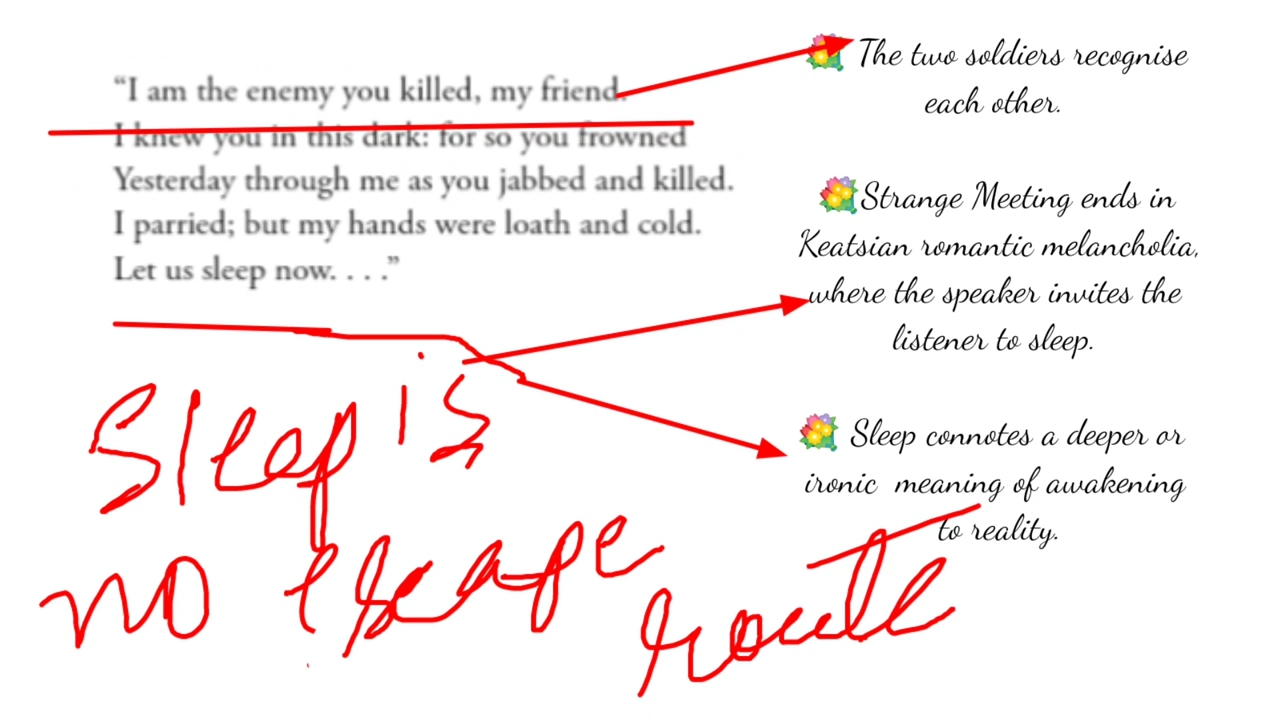 “I am the enemy you killed, my friend.
I knew you in this dark: for so you frowned
Yesterday through me as you jabbed and killed.
I parried; but my hands were loath and cold.
Let us sleep now. . . .”
The two soldiers recognise
each other.
Strange Meeting ends in
Keatsian romantic melancholia,
where the speaker invites the
listener to sleep.
Sleep connotes a deeper or
ironic meaning of awakening
to reality.
Sleep is
no escape
route